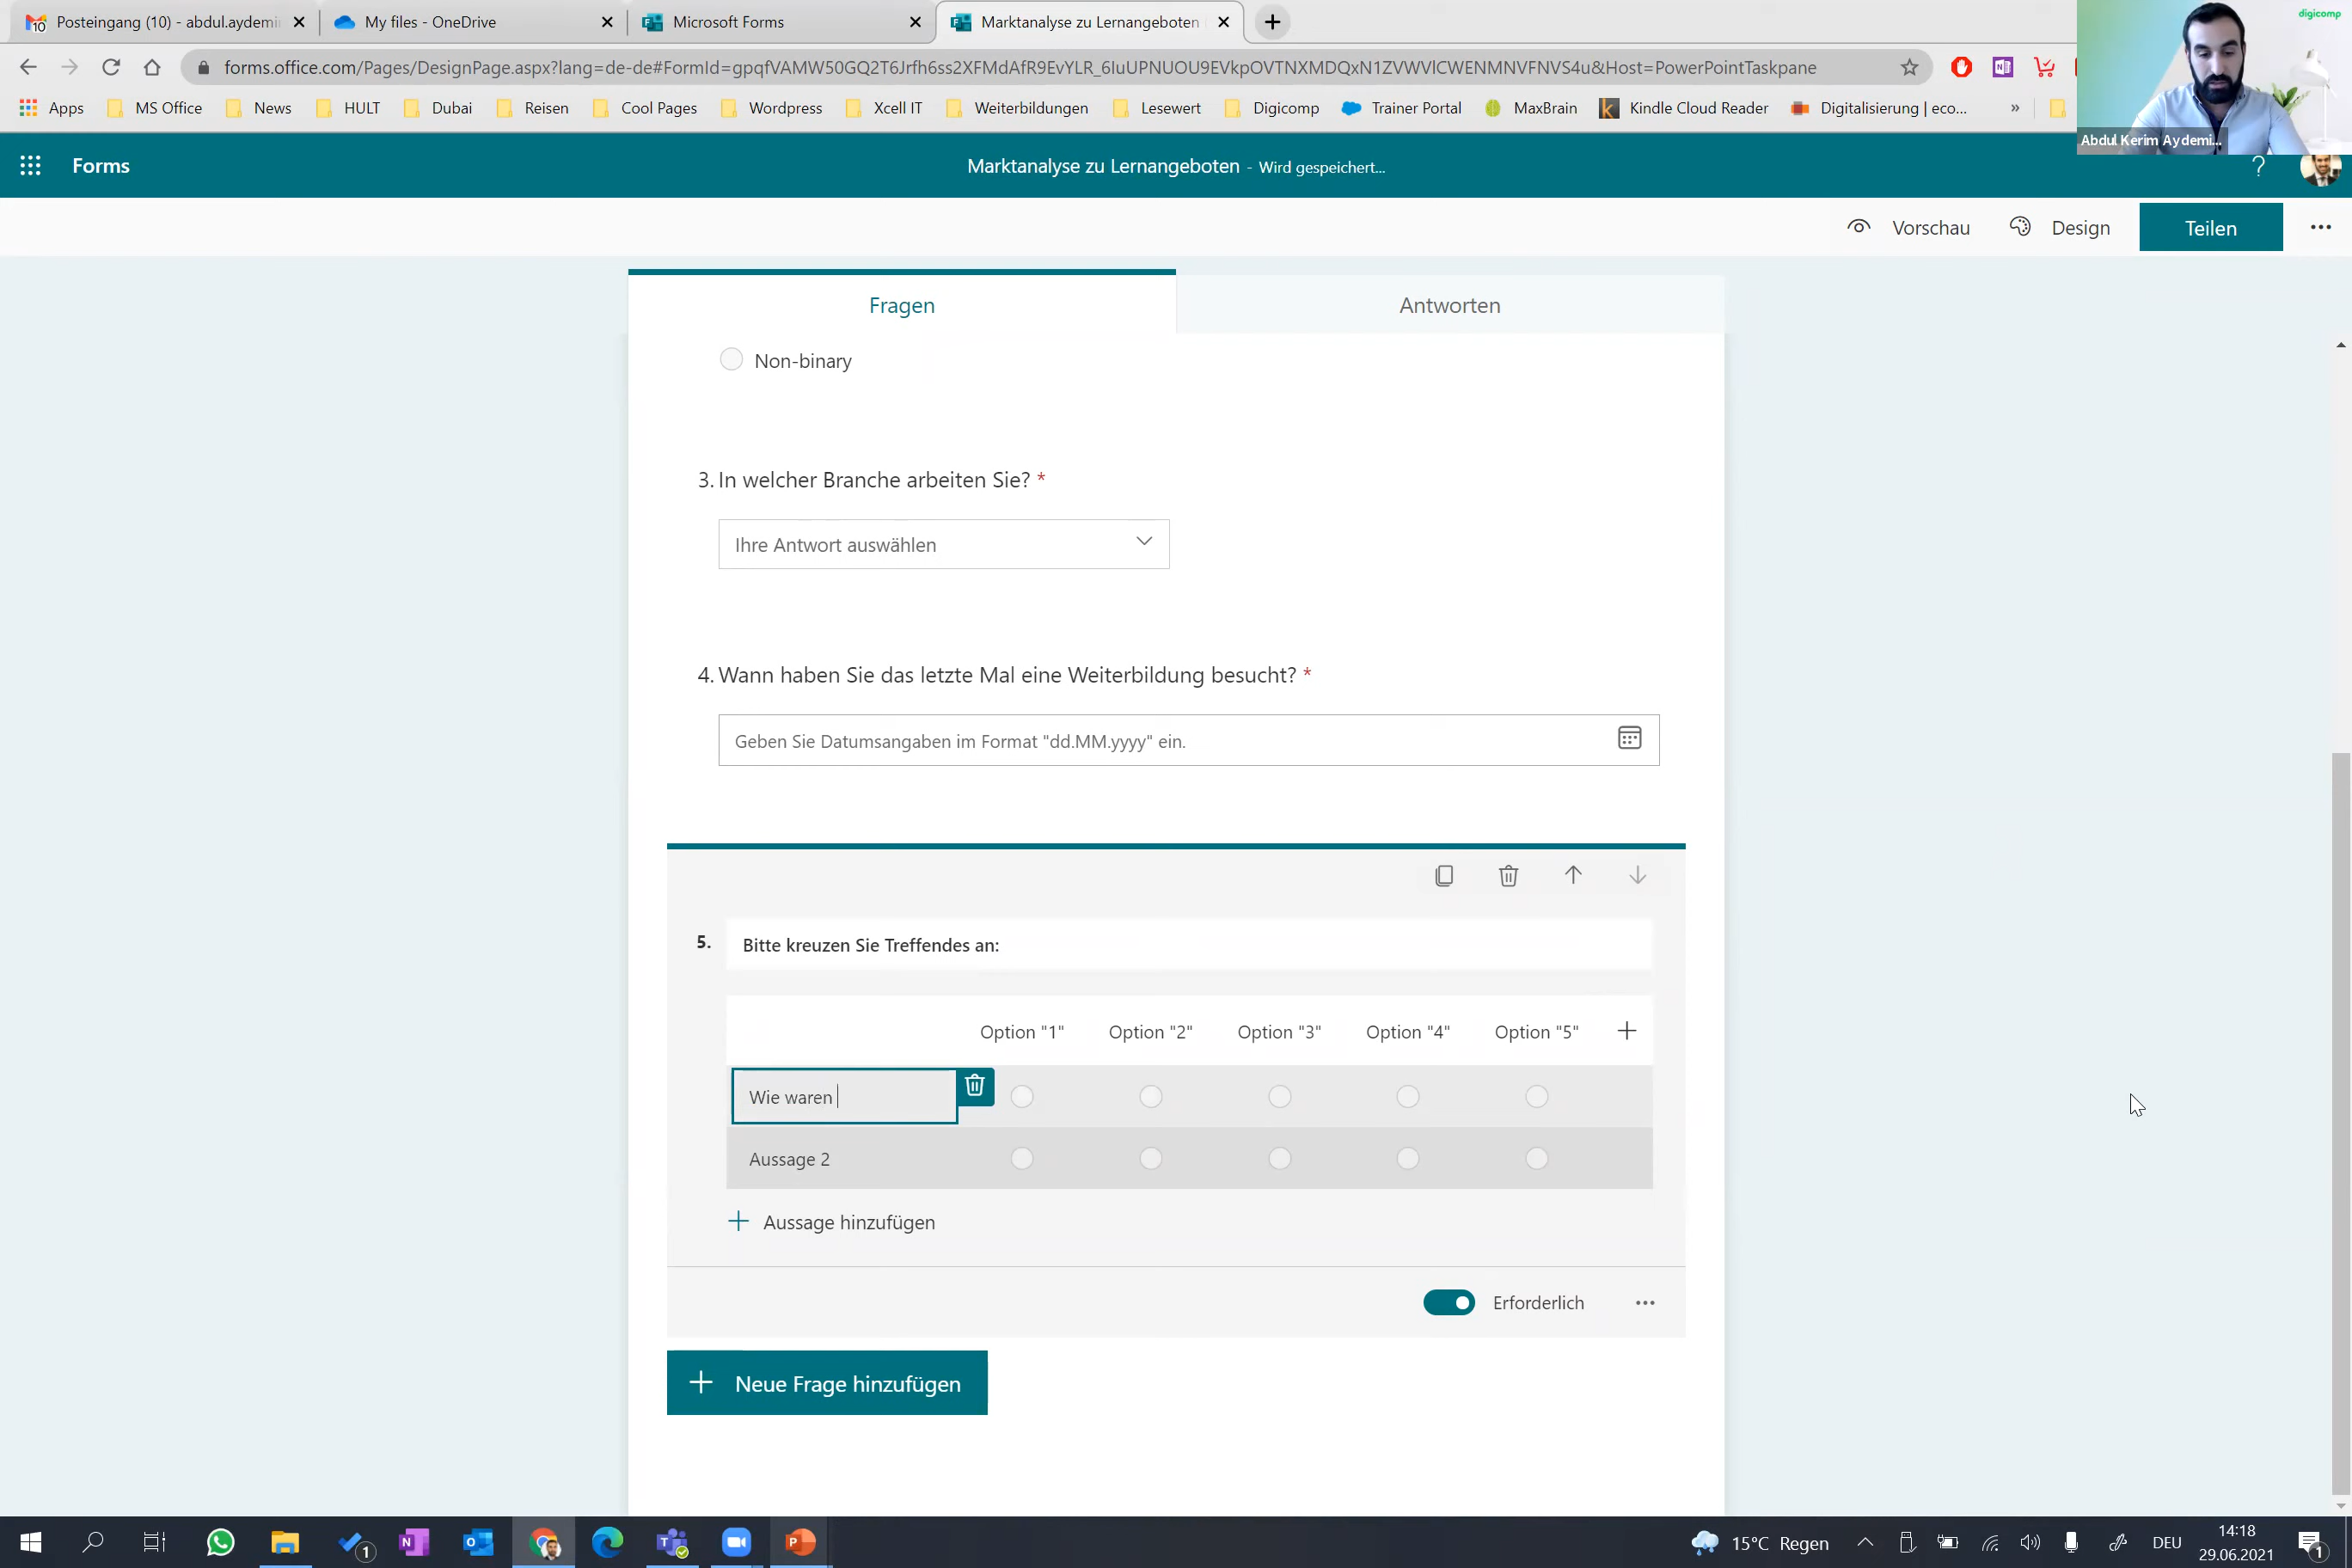 Posteingang (10) - abdul.aydemi
My files - OneDrive
Microsoft Forms
Marktanalyse zu Lernangeboten
digicomp
forms.office.com/Pages/DesignPage.aspx?lang=de-de#FormId=gpqfVAMW50GQ2T6Jrfh6ss2XFMdAfR9EvYLR_6luUPNUOU9EVkpOVTNXMDQxN1ZVWVlCWENMNVFNVS4u&Host=PowerPointTaskpane
Apps
MS Office
News
HULT
Dubai
Reisen
Cool Pages
Wordpress
Xcell IT
Weiterbildungen
Lesewert
Digicomp
Trainer Portal
MaxBrain
Kindle Cloud Reader
Digitalisierung | eco...
»
Abdul Kerim Aydemi...
Forms
Marktanalyse zu Lernangeboten - Wird gespeichert...
?
Vorschau
Design
Teilen
Fragen
Antworten
Non-binary
3. In welcher Branche arbeiten Sie? *
Ihre Antwort auswählen
4. Wann haben Sie das letzte Mal eine Weiterbildung besucht? *
Geben Sie Datumsangaben im Format "dd.MM.yyyy" ein.
5. Bitte kreuzen Sie Treffendes an:
Option "1" Option "2" Option "3" Option "4" Option "5"
Wie waren
Aussage 2
Aussage hinzufügen
Erforderlich
Neue Frage hinzufügen
15°C Regen
DEU
14:18
29.06.2021